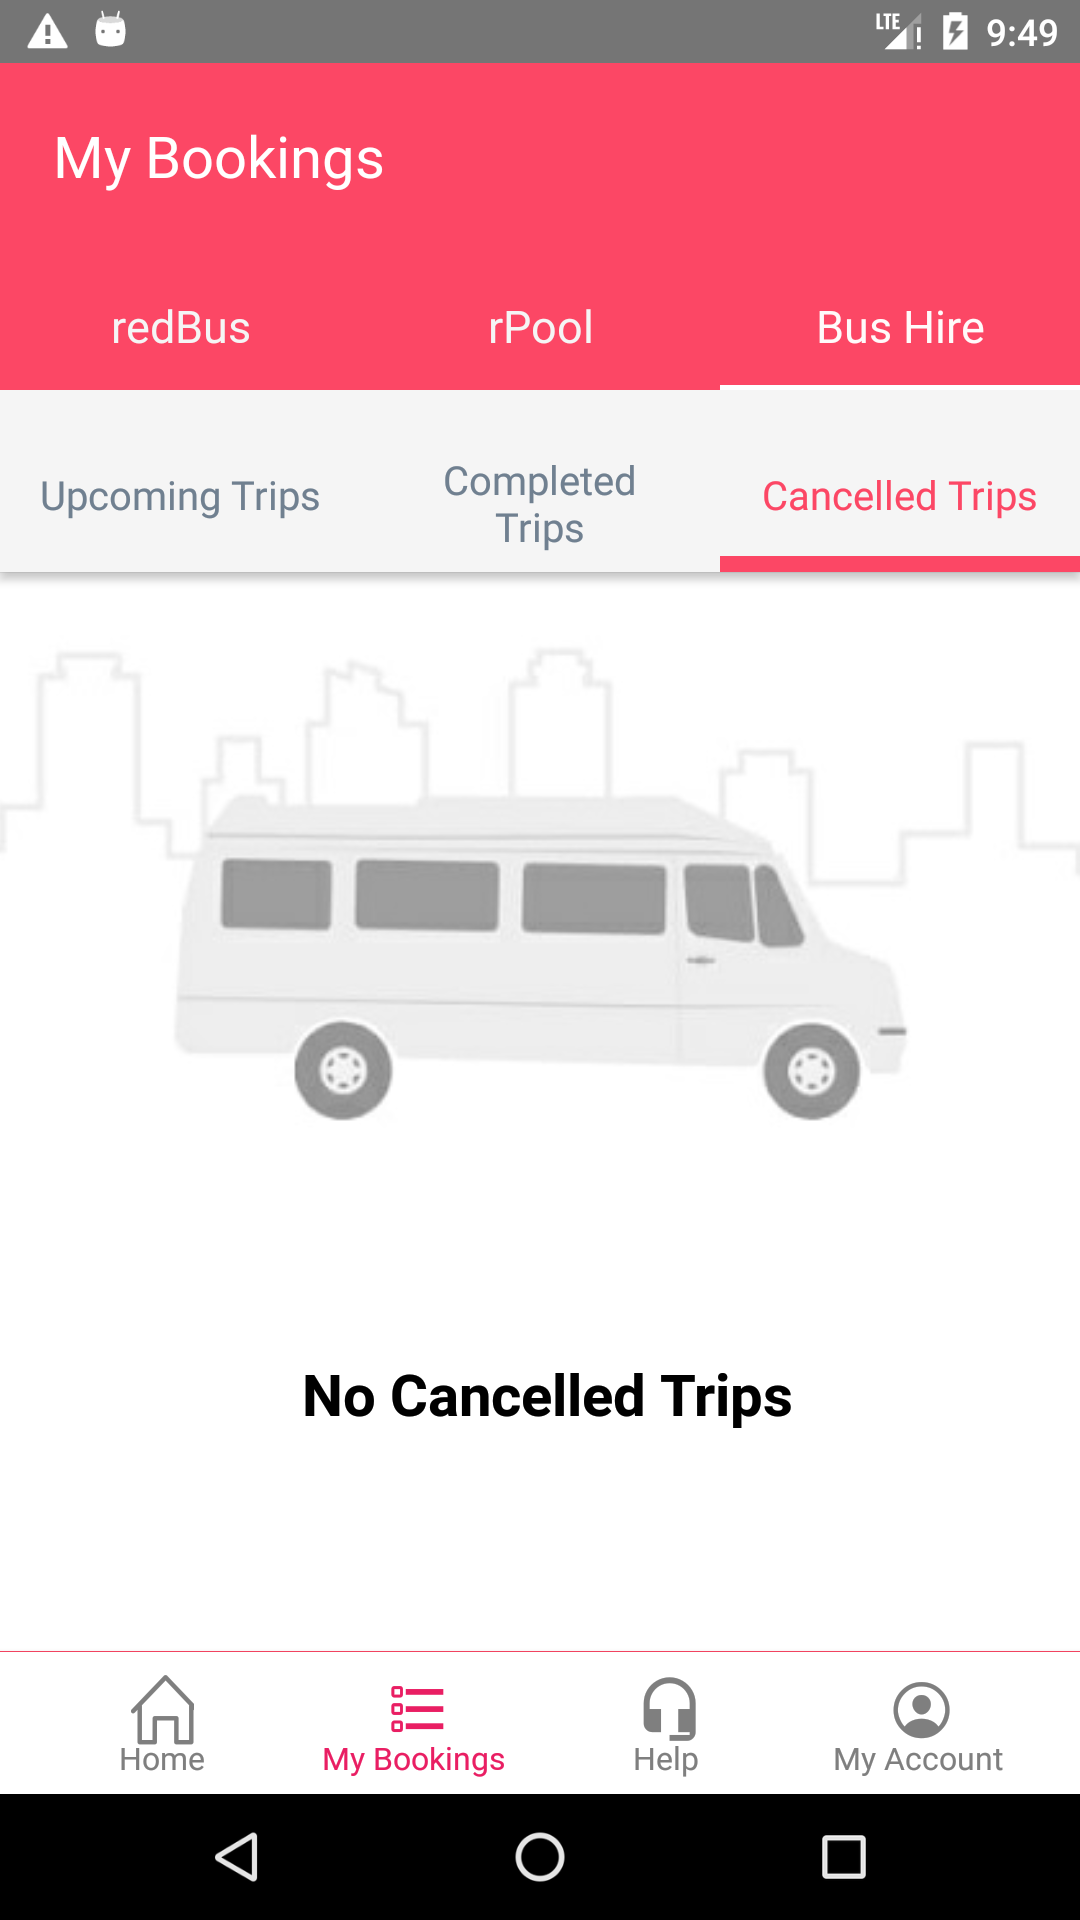 LTE 9:49
My Bookings
redBus rPool Bus Hire
Upcoming Trips Completed Cancelled Trips
Trips
No Cancelled Trips
Home My Bookings Help My Account